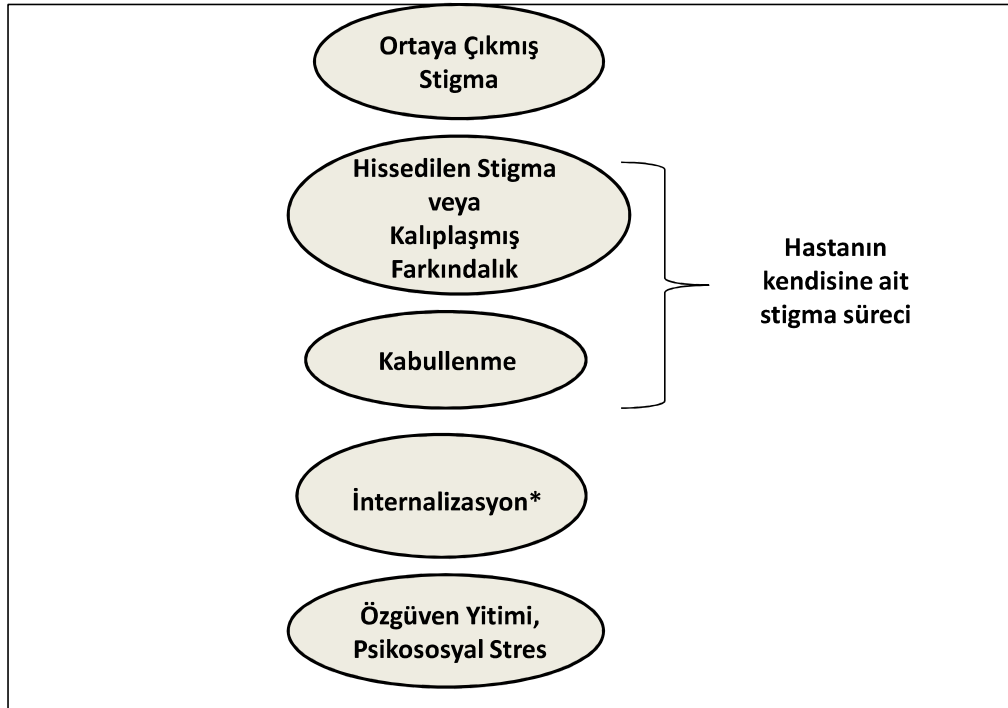 Ortaya Çıkmış
Stigma
Hissedilen Stigma
veya
Kalıplaşmış
Farkındalık
Hastanın
kendisine ait
stigma süreci
Kabullenme
İnternalizasyon*
Özgüven Yitimi,
Psikososyal Stres